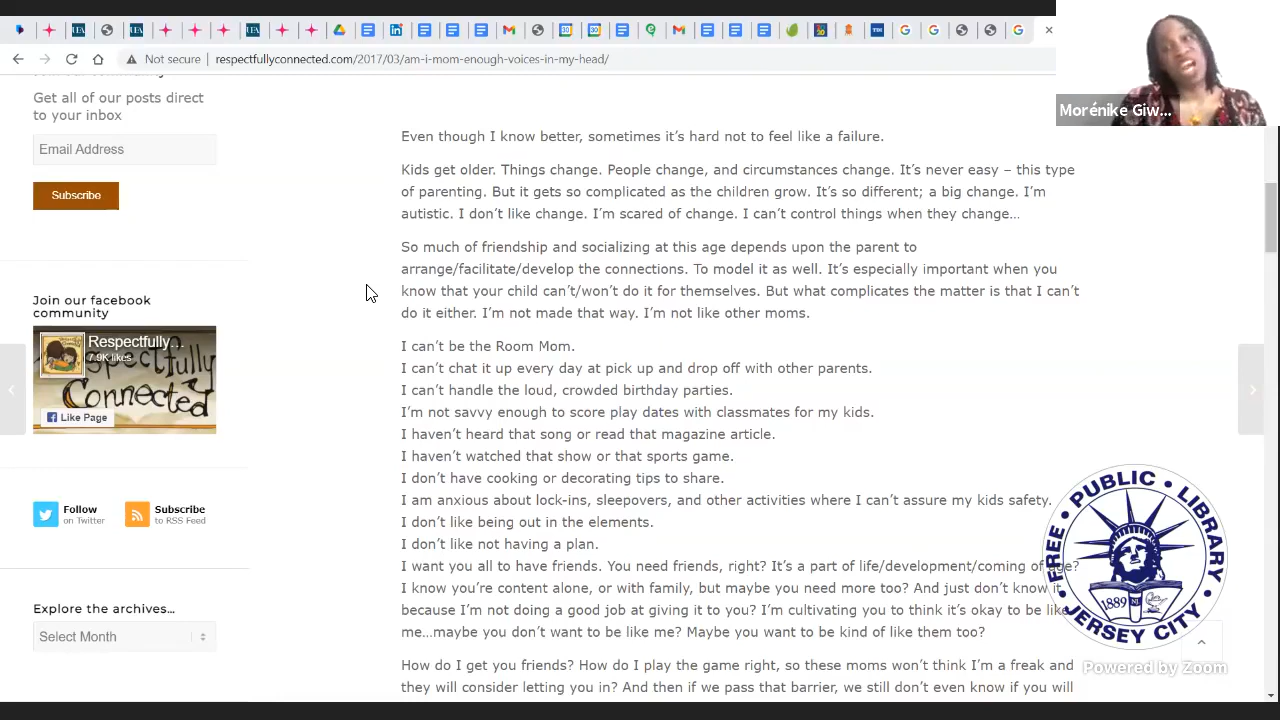 Not secure
respectfullyconnected.com/2017/03/am-i-mom-enough-voices-in-my-head/
Morénike Giw...
Get all of our posts direct
to your inbox
Email Address
Subscribe
Join our facebook
community
Respectfully...
7.9K likes
Respectfully
Connected
Like Page
Follow
on Twitter
Subscribe
to RSS Feed
Explore the archives...
Select Month
Even though I know better, sometimes it's hard not to feel like a failure.
Kids get older. Things change. People change, and circumstances change. It's never easy – this type
of parenting. But it gets so complicated as the children grow. It's so different; a big change. I'm
autistic. I don't like change. I'm scared of change. I can't control things when they change…
So much of friendship and socializing at this age depends upon the parent to
arrange/facilitate/develop the connections. To model it as well. It's especially important when you
know that your child can't/won't do it for themselves. But what complicates the matter is that I can't
do it either. I'm not made that way. I'm not like other moms.
I can't be the Room Mom.
I can't chat it up every day at pick up and drop off with other parents.
I can't handle the loud, crowded birthday parties.
I'm not savvy enough to score play dates with classmates for my kids.
I haven't heard that song or read that magazine article.
I haven't watched that show or that sports game.
I don't have cooking or decorating tips to share.
I am anxious about lock-ins, sleepovers, and other activities where I can't assure my kids safety.
I don't like being out in the elements.
I don't like not having a plan.
I want you all to have friends. You need friends, right? It's a part of life/development/coming of age?
I know you're content alone, or with family, but maybe you need more too? And just don't know it
because I'm not doing a good job at giving it to you? I'm cultivating you to think it's okay to be like
me…maybe you don't want to be like me? Maybe you want to be kind of like them too?
How do I get you friends? How do I play the game right, so these moms won't think I'm a freak and
they will consider letting you in? And then if we pass that barrier, we still don't even know if you will
FREE • PUBLIC • LIBRARY
1889
JERSEY CITY
Powered by Zoom